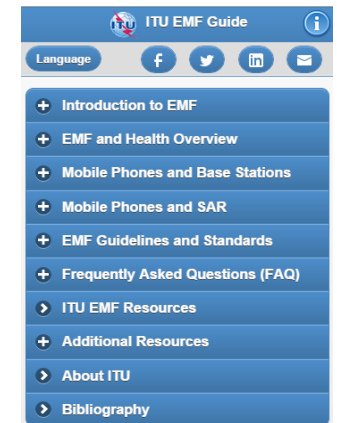 ITU EMF Guide
Language
Introduction to EMF
EMF and Health Overview
Mobile Phones and Base Stations
Mobile Phones and SAR
EMF Guidelines and Standards
Frequently Asked Questions (FAQ)
ITU EMF Resources
Additional Resources
About ITU
Bibliography